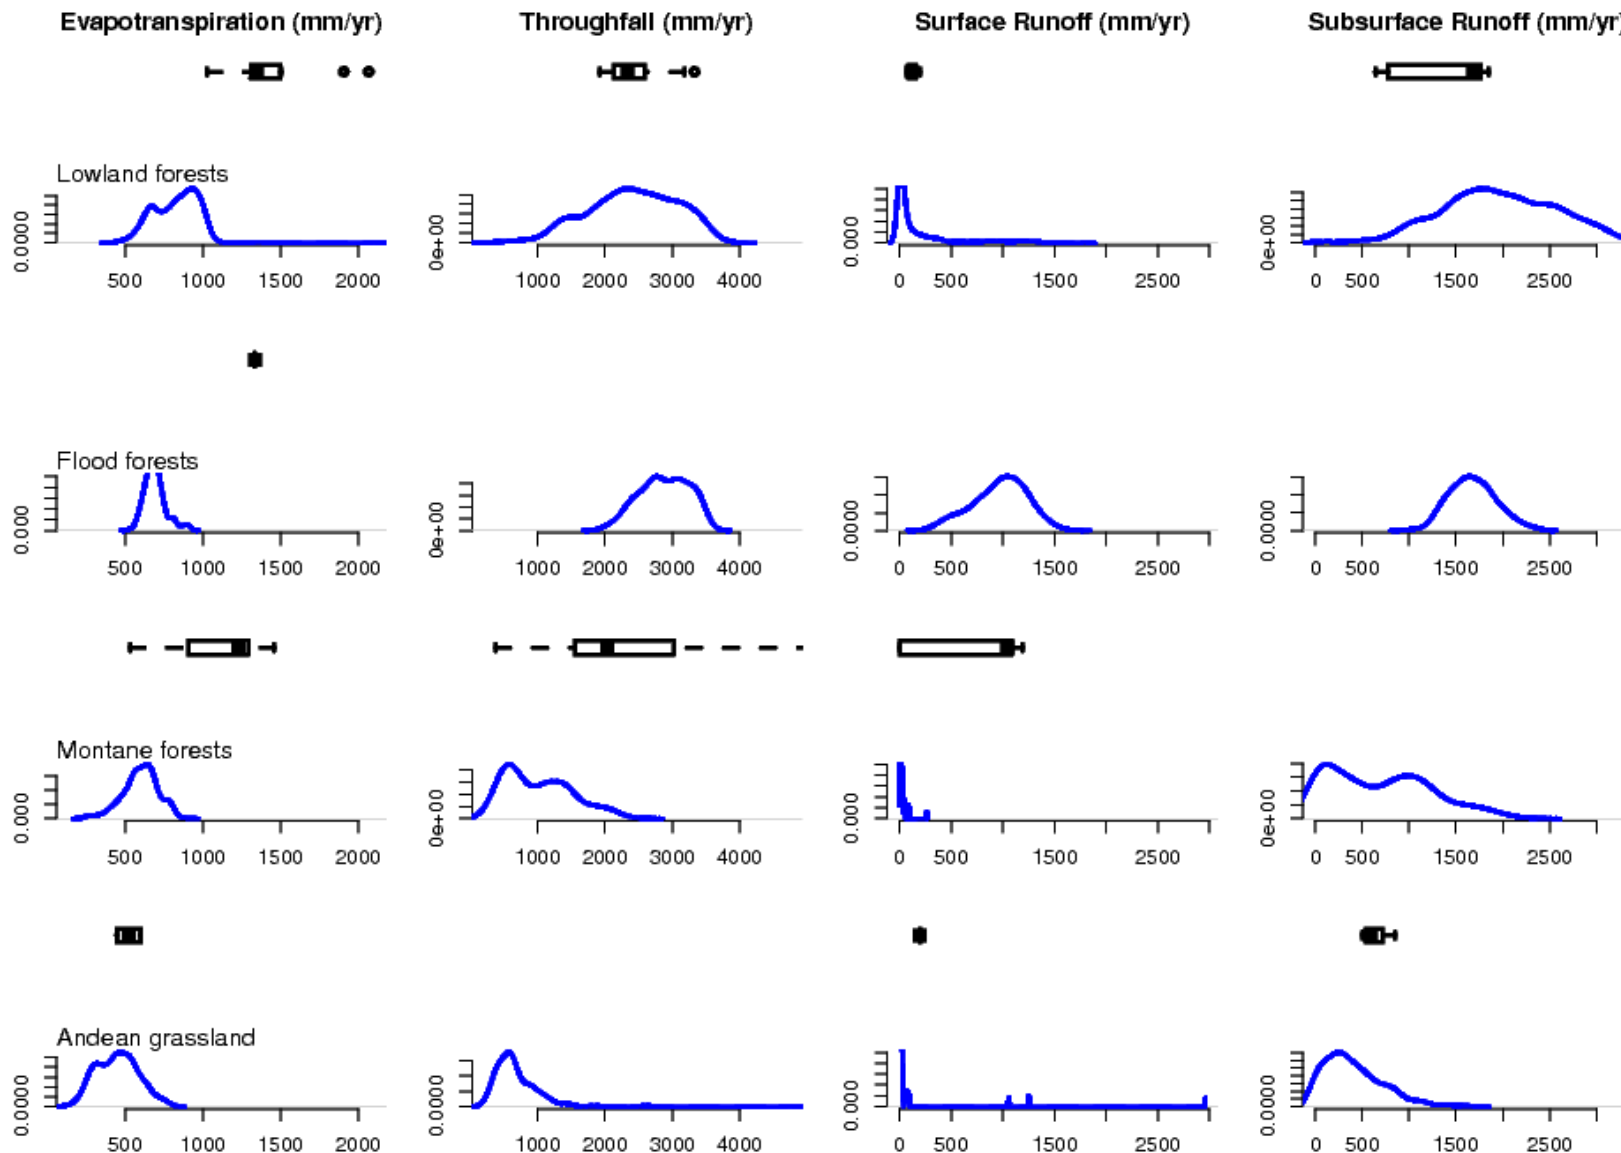 Evapotranspiration (mm/yr) Throughfall (mm/yr) Surface Runoff (mm/yr) Subsurface Runoff (mm/yr)
Lowland forests
0.0000 0e+00 0.000 0e+00
500 1000 2000 1000 2000 3000 4000 0 500 1500 2500 0 500 1500 2500
Flood forests
0.000 0e+00 0.0000 0.0000
500 1000 2000 1000 2000 3000 4000 0 500 1500 2500 0 500 1500 2500
Montane forests
0.000 0e+00 0.000 0e+00
500 1000 2000 1000 2000 3000 4000 0 500 1500 2500 0 500 1500 2500
Andean grassland
0.0000 0.0000 0.000 0.0000
500 1000 2000 1000 2000 3000 4000 0 500 1500 2500 0 500 1500 2500